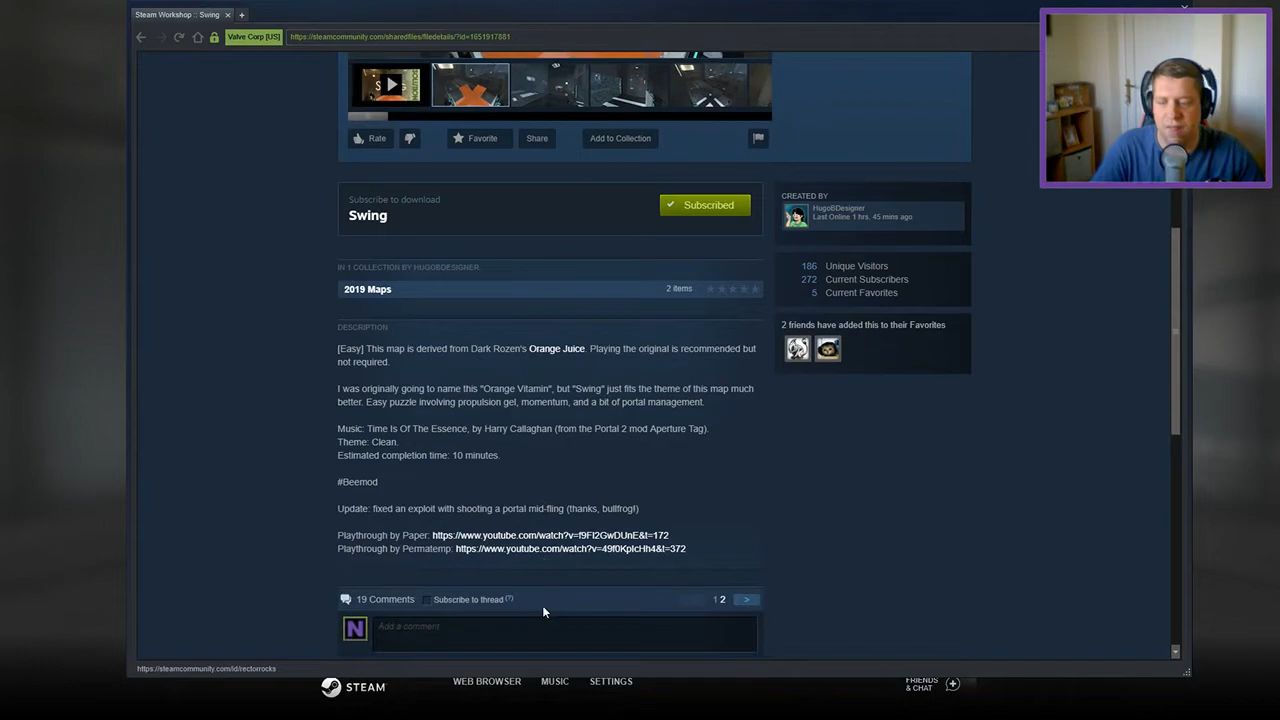 Steam Workshop :: Swing
Valve Corp [US]
https://steamcommunity.com/sharedfiles/filedetails/?id=1651917881
Rate
Favorite
Share
Add to Collection
Subscribe to download
Swing
Subscribed
CREATED BY
HugoBDesigner
Last Online 1 hrs, 45 mins ago
186 Unique Visitors
272 Current Subscribers
5 Current Favorites
IN 1 COLLECTION BY HUGOBDESIGNER
2019 Maps
2 items
2 friends have added this to their Favorites
DESCRIPTION
[Easy] This map is derived from Dark Rozen's Orange Juice. Playing the original is recommended but
not required.
I was originally going to name this "Orange Vitamin", but "Swing" just fits the theme of this map much
better. Easy puzzle involving propulsion gel, momentum, and a bit of portal management.
Music: Time Is Of The Essence, by Harry Callaghan (from the Portal 2 mod Aperture Tag).
Theme: Clean.
Estimated completion time: 10 minutes.
#Beemod
Update: fixed an exploit with shooting a portal mid-fling (thanks, bullfrog!)
Playthrough by Paper: https://www.youtube.com/watch?v=f9FI2GwDUnE&t=172
Playthrough by Permatemp: https://www.youtube.com/watch?v=49f0KpIcHh4&t=372
19 Comments
Subscribe to thread (?)
1 2 >
N
Add a comment
https://steamcommunity.com/id/rectorrocks
STEAM
WEB BROWSER
MUSIC
SETTINGS
FRIENDS
& CHAT